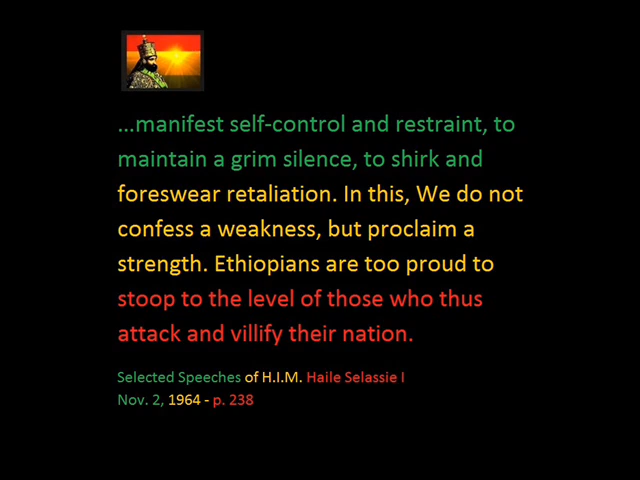 ...manifest self-control and restraint, to
maintain a grim silence, to shirk and
foreswear retaliation. In this, We do not
confess a weakness, but proclaim a
strength. Ethiopians are too proud to
stoop to the level of those who thus
attack and villify their nation.
Selected Speeches of H.I.M. Haile Selassie I
Nov. 2, 1964 - p. 238